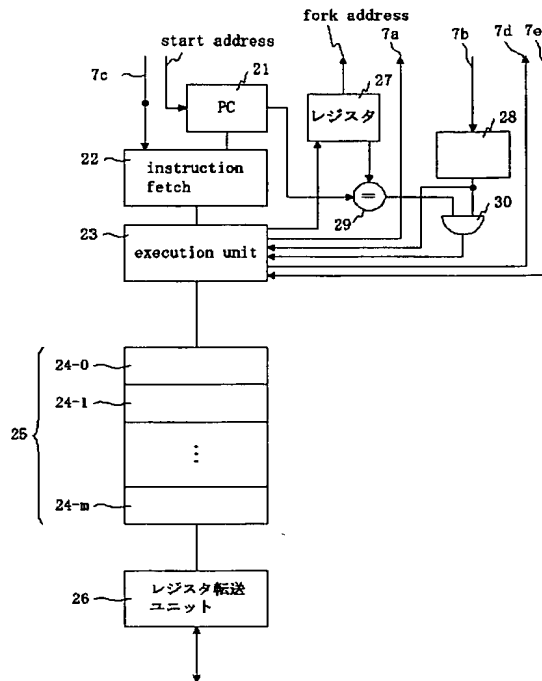 fork address
start address
7a
7b
7d
7e
7c
21
PC
27
レジスタ
28
22
instruction
fetch
=
29
30
23
execution unit
24-0
24-1
25
⋮
24-m
26
レジスタ転送
ユニット